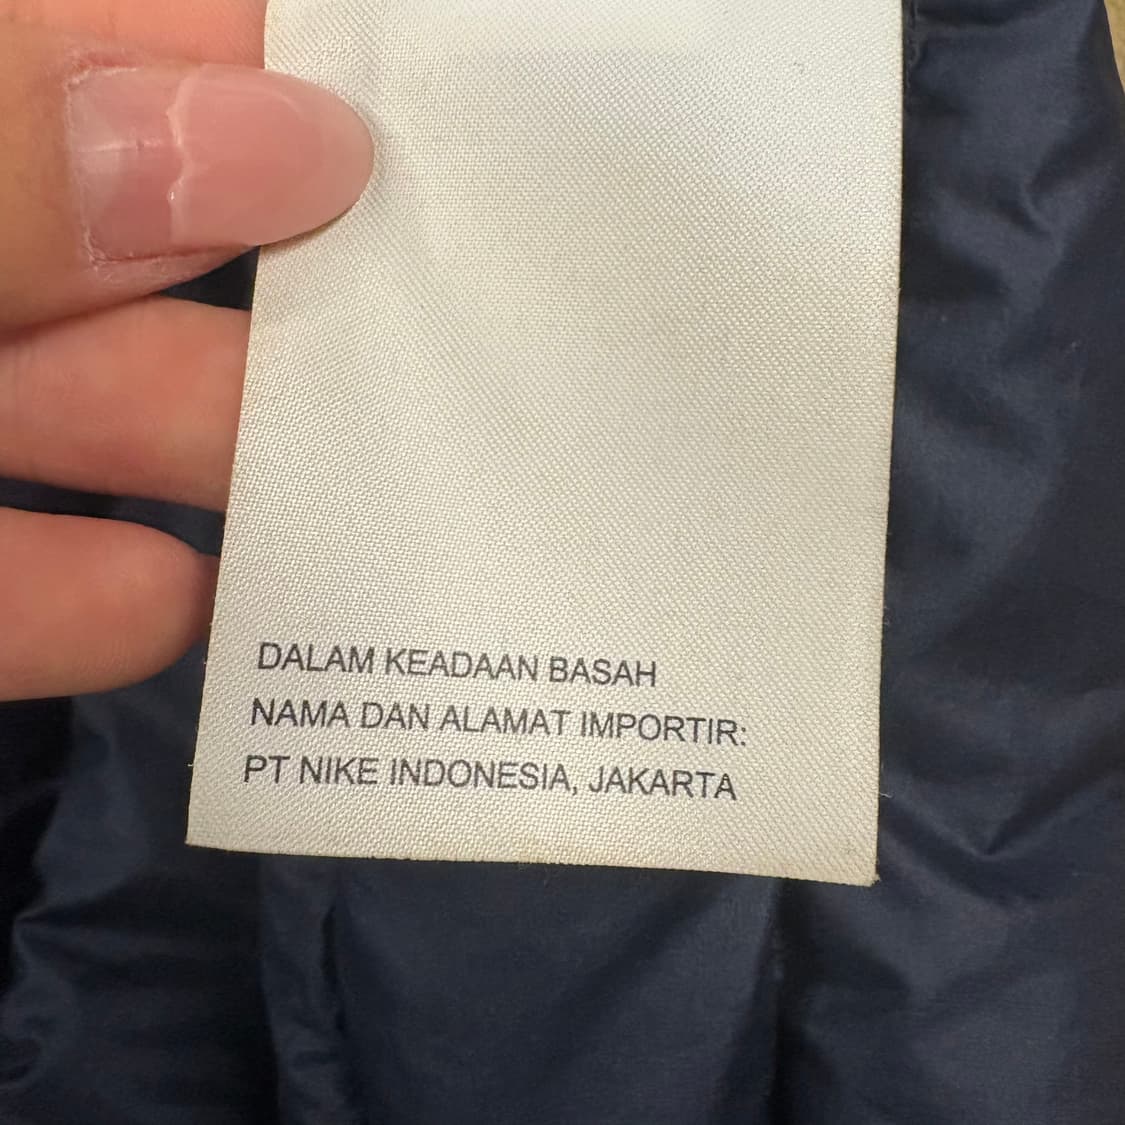 DALAM KEADAAN BASAH
NAMA DAN ALAMAT IMPORTIR:
PT NIKE INDONESIA, JAKARTA